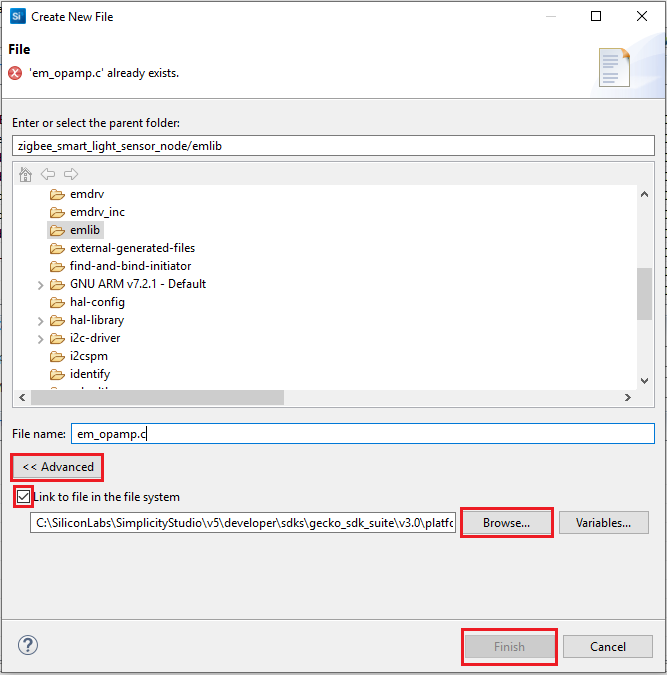 Si Create New File
File
'em_opamp.c' already exists.
Enter or select the parent folder:
zigbee_smart_light_sensor_node/emlib
emdrv
emdrv_inc
emlib
external-generated-files
find-and-bind-initiator
GNU ARM v7.2.1 - Default
hal-config
hal-library
i2c-driver
i2cspm
identify
File name: em_opamp.c
<< Advanced
Link to file in the file system
C:\SiliconLabs\SimplicityStudio\v5\developer\sdks\gecko_sdk_suite\v3.0\platfo Browse... Variables...
? Finish Cancel